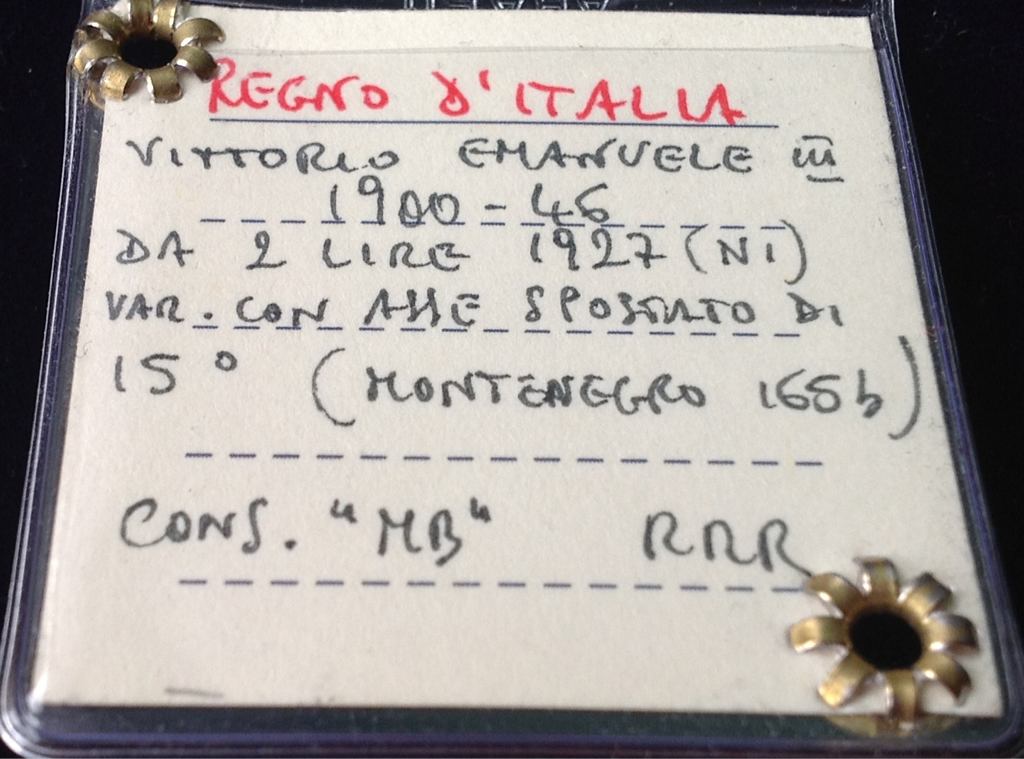 REGNO D'ITALIA
VITTORIO EMANUELE III
1900-46
DA 2 LIRE 1927 (NI)
VAR. CON ASSE SPOSTATO DI
15° (MONTENEGRO 165b)
CONS. "MB" RRR